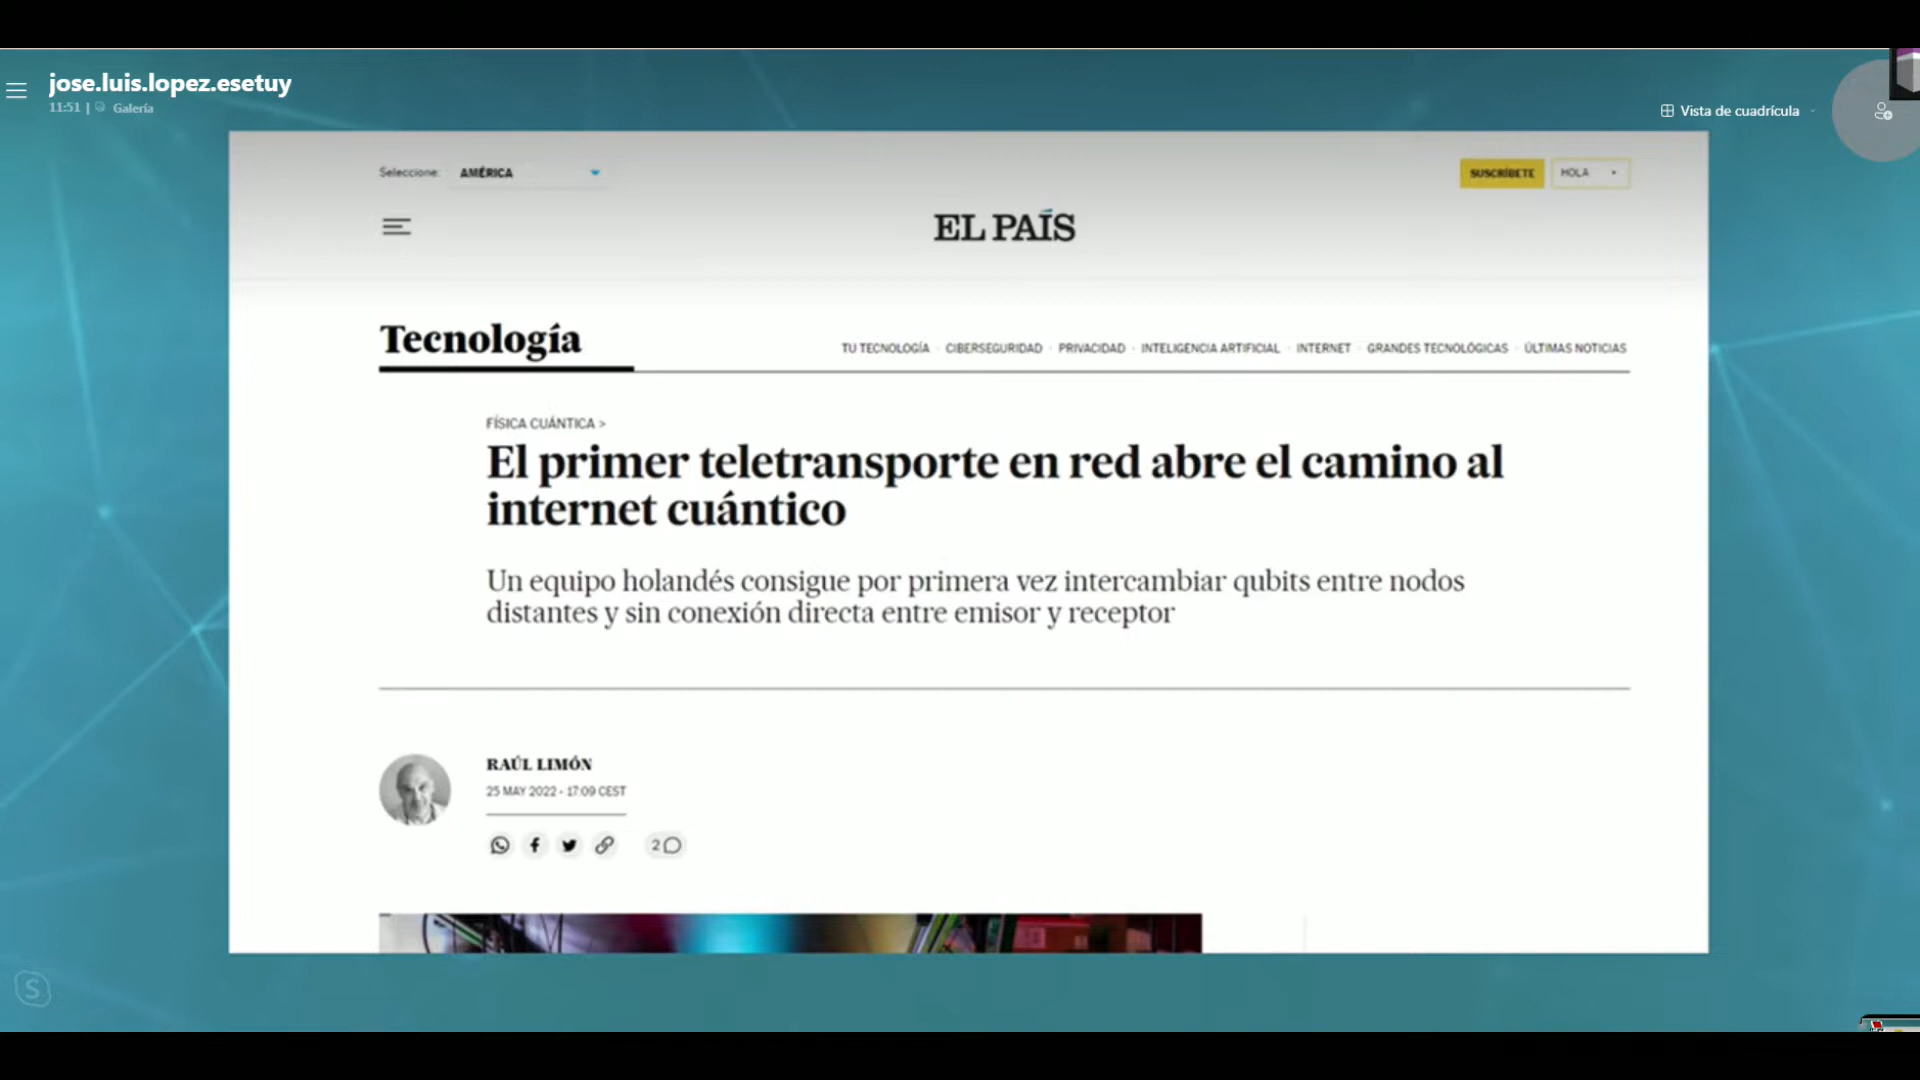 jose.luis.lopez.esetuy
11:51 | Galería
Vista de cuadrícula
Seleccione: AMÉRICA
SUSCRÍBETE HOLA
EL PAÍS
Tecnología
TU TECNOLOGÍA · CIBERSEGURIDAD · PRIVACIDAD · INTELIGENCIA ARTIFICIAL · INTERNET · GRANDES TECNOLÓGICAS · ÚLTIMAS NOTICIAS
FÍSICA CUÁNTICA >
El primer teletransporte en red abre el camino al
internet cuántico
Un equipo holandés consigue por primera vez intercambiar qubits entre nodos
distantes y sin conexión directa entre emisor y receptor
RAÚL LIMÓN
25 MAY 2022 - 17:09 CEST
2
S